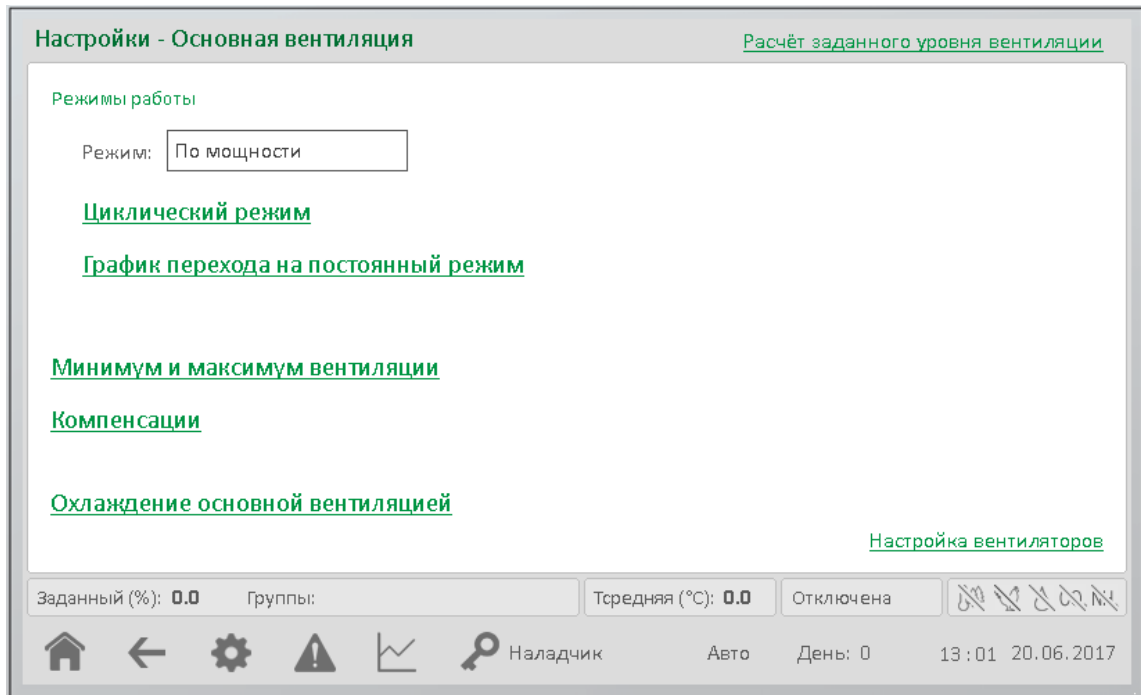 Настройки - Основная вентиляция
Расчёт заданного уровня вентиляции
Режимы работы
Режим: По мощности
Циклический режим
График перехода на постоянный режим
Минимум и максимум вентиляции
Компенсации
Охлаждение основной вентиляцией
Настройка вентиляторов
Заданный (%): 0.0 Группы: Тсредняя (°C): 0.0 Отключена
Наладчик Авто День: 0 13:01 20.06.2017